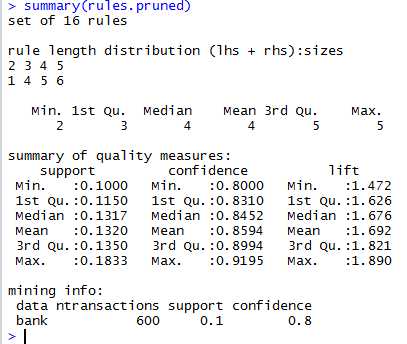 > summary(rules.pruned)
set of 16 rules
rule length distribution (lhs + rhs):sizes
2 3 4 5
1 4 5 6
Min. 1st Qu. Median Mean 3rd Qu. Max.
2 3 4 4 5 5
summary of quality measures:
support confidence lift
Min. :0.1000 Min. :0.8000 Min. :1.472
1st Qu.:0.1150 1st Qu.:0.8310 1st Qu.:1.626
Median :0.1317 Median :0.8452 Median :1.676
Mean :0.1320 Mean :0.8594 Mean :1.692
3rd Qu.:0.1350 3rd Qu.:0.8994 3rd Qu.:1.821
Max. :0.1833 Max. :0.9195 Max. :1.890
mining info:
data ntransactions support confidence
bank 600 0.1 0.8
>